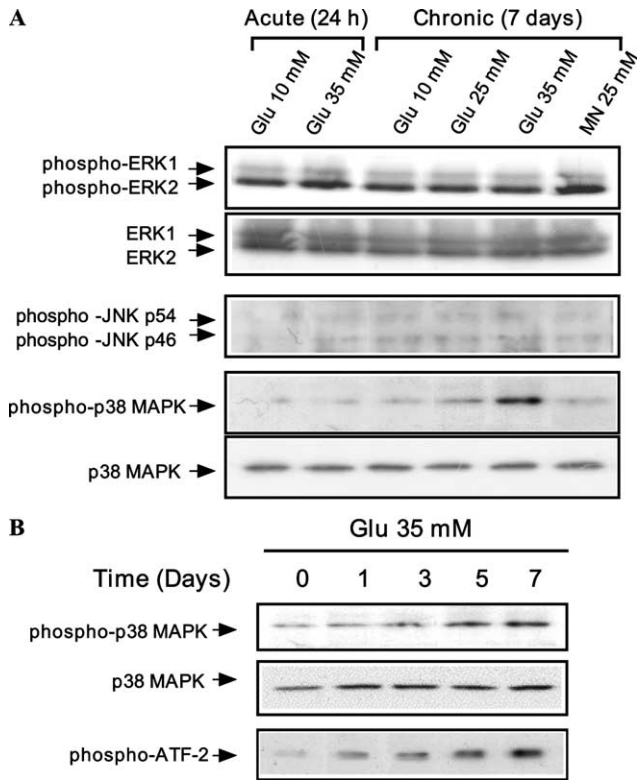 A
Acute (24 h) Chronic (7 days)
Glu 10 mM Glu 35 mM Glu 10 mM Glu 25 mM Glu 35 mM MN 25 mM
phospho-ERK1
phospho-ERK2
ERK1
ERK2
phospho -JNK p54
phospho -JNK p46
phospho-p38 MAPK
p38 MAPK
B
Glu 35 mM
Time (Days) 0 1 3 5 7
phospho-p38 MAPK
p38 MAPK
phospho-ATF-2